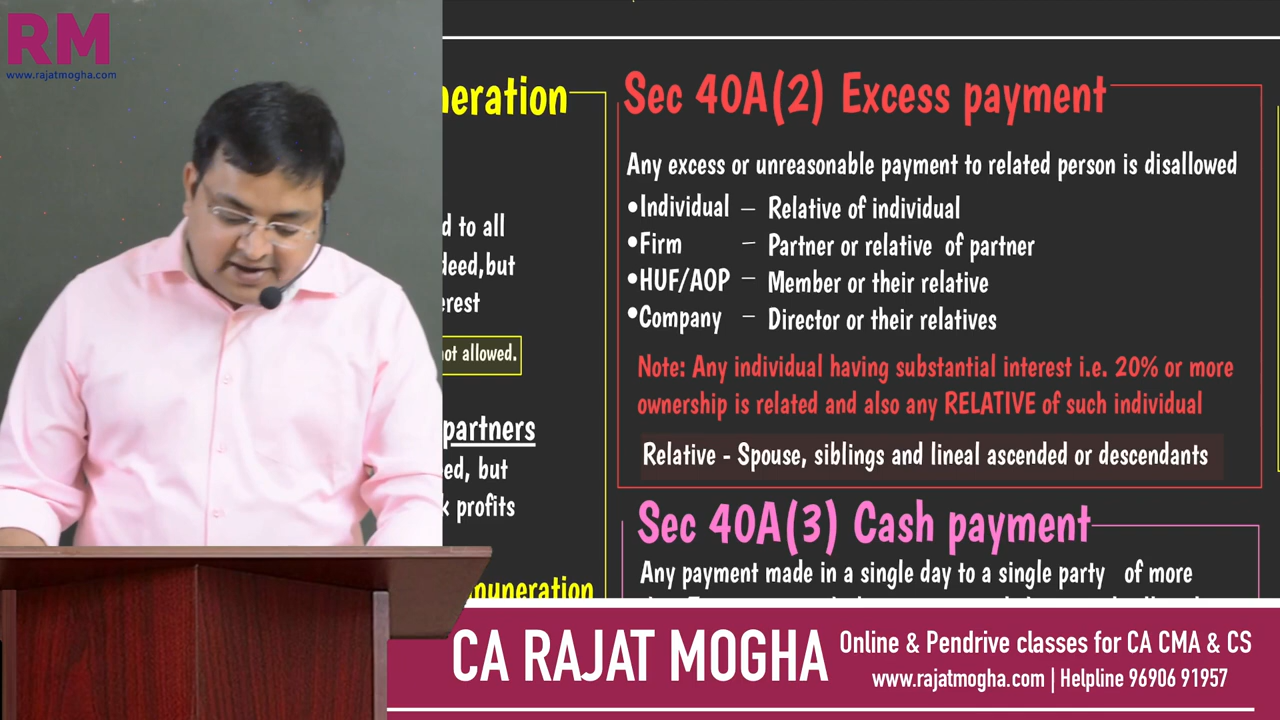 RM
www.rajatmogha.com
neration
d to all
deed,but
erest
ot allowed.
partners
ed, but
k profits
muneration
Sec 40A(2) Excess payment
Any excess or unreasonable payment to related person is disallowed
•Individual – Relative of individual
•Firm – Partner or relative of partner
•HUF/AOP – Member or their relative
•Company – Director or their relatives
Note: Any individual having substantial interest i.e. 20% or more
ownership is related and also any RELATIVE of such individual
Relative - Spouse, siblings and lineal ascended or descendants
Sec 40A(3) Cash payment
Any payment made in a single day to a single party of more
CA RAJAT MOGHA
Online & Pendrive classes for CA CMA & CS
www.rajatmogha.com | Helpline 96906 91957